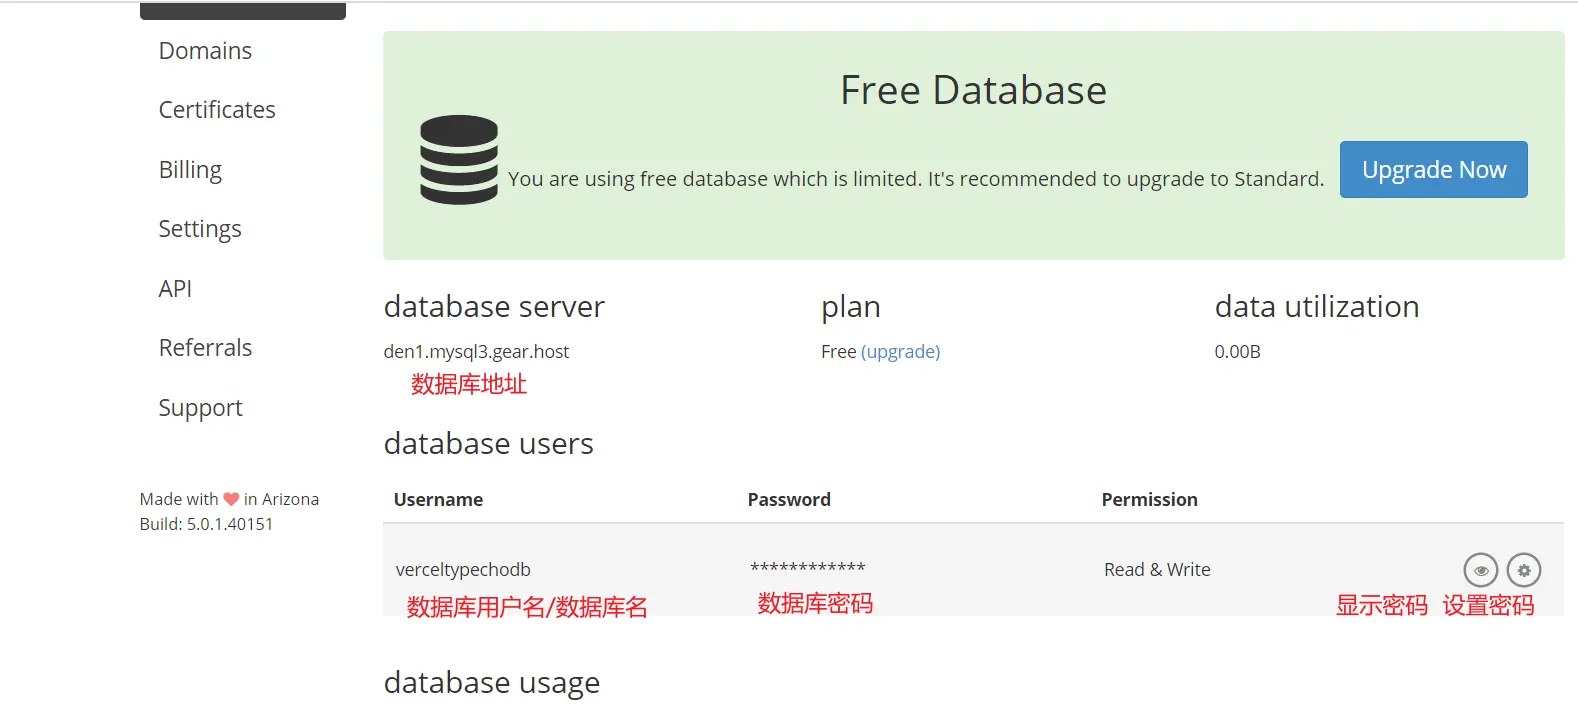 Domains
Certificates
Billing
Settings
API
Referrals
Support
Made with in Arizona
Build: 5.0.1.40151
Free Database
You are using free database which is limited. It's recommended to upgrade to Standard.
Upgrade Now
database server
plan
data utilization
den1.mysql3.gear.host
Free (upgrade)
0.00B
数据库地址
database users
Username
Password
Permission
verceltypechodb
************
Read & Write
数据库用户名/数据库名
数据库密码
显示密码
设置密码
database usage